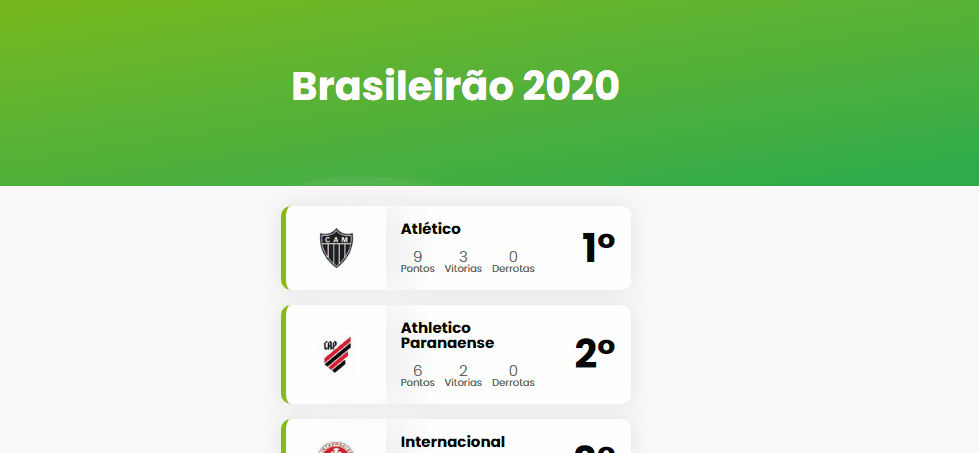 Brasileirão 2020
CAM
Atlético
1º
9 3 0
Pontos Vitorias Derrotas
CAP
Athletico
Paranaense
2º
6 2 0
Pontos Vitorias Derrotas
Internacional